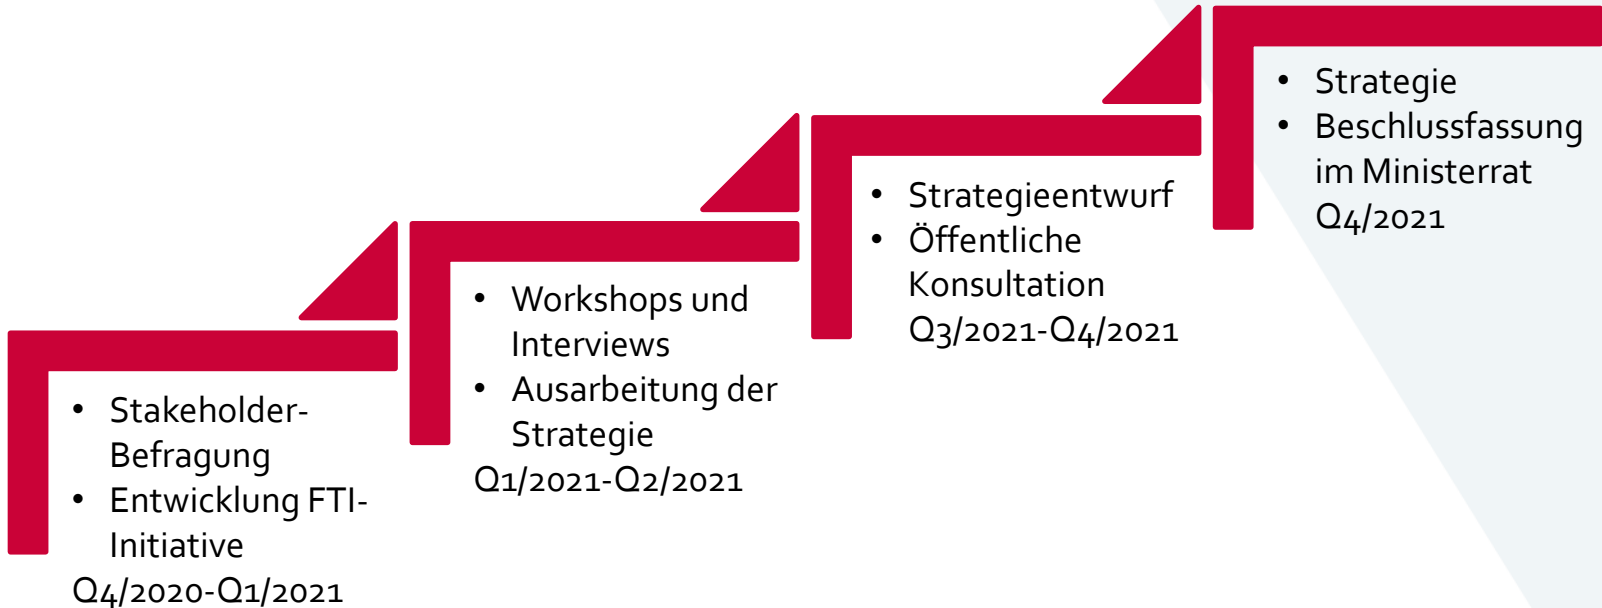 • Stakeholder-
Befragung
• Entwicklung FTI-
Initiative
Q4/2020-Q1/2021
• Workshops und
Interviews
• Ausarbeitung der
Strategie
Q1/2021-Q2/2021
• Strategieentwurf
• Öffentliche
Konsultation
Q3/2021-Q4/2021
• Strategie
• Beschlussfassung
im Ministerrat
Q4/2021